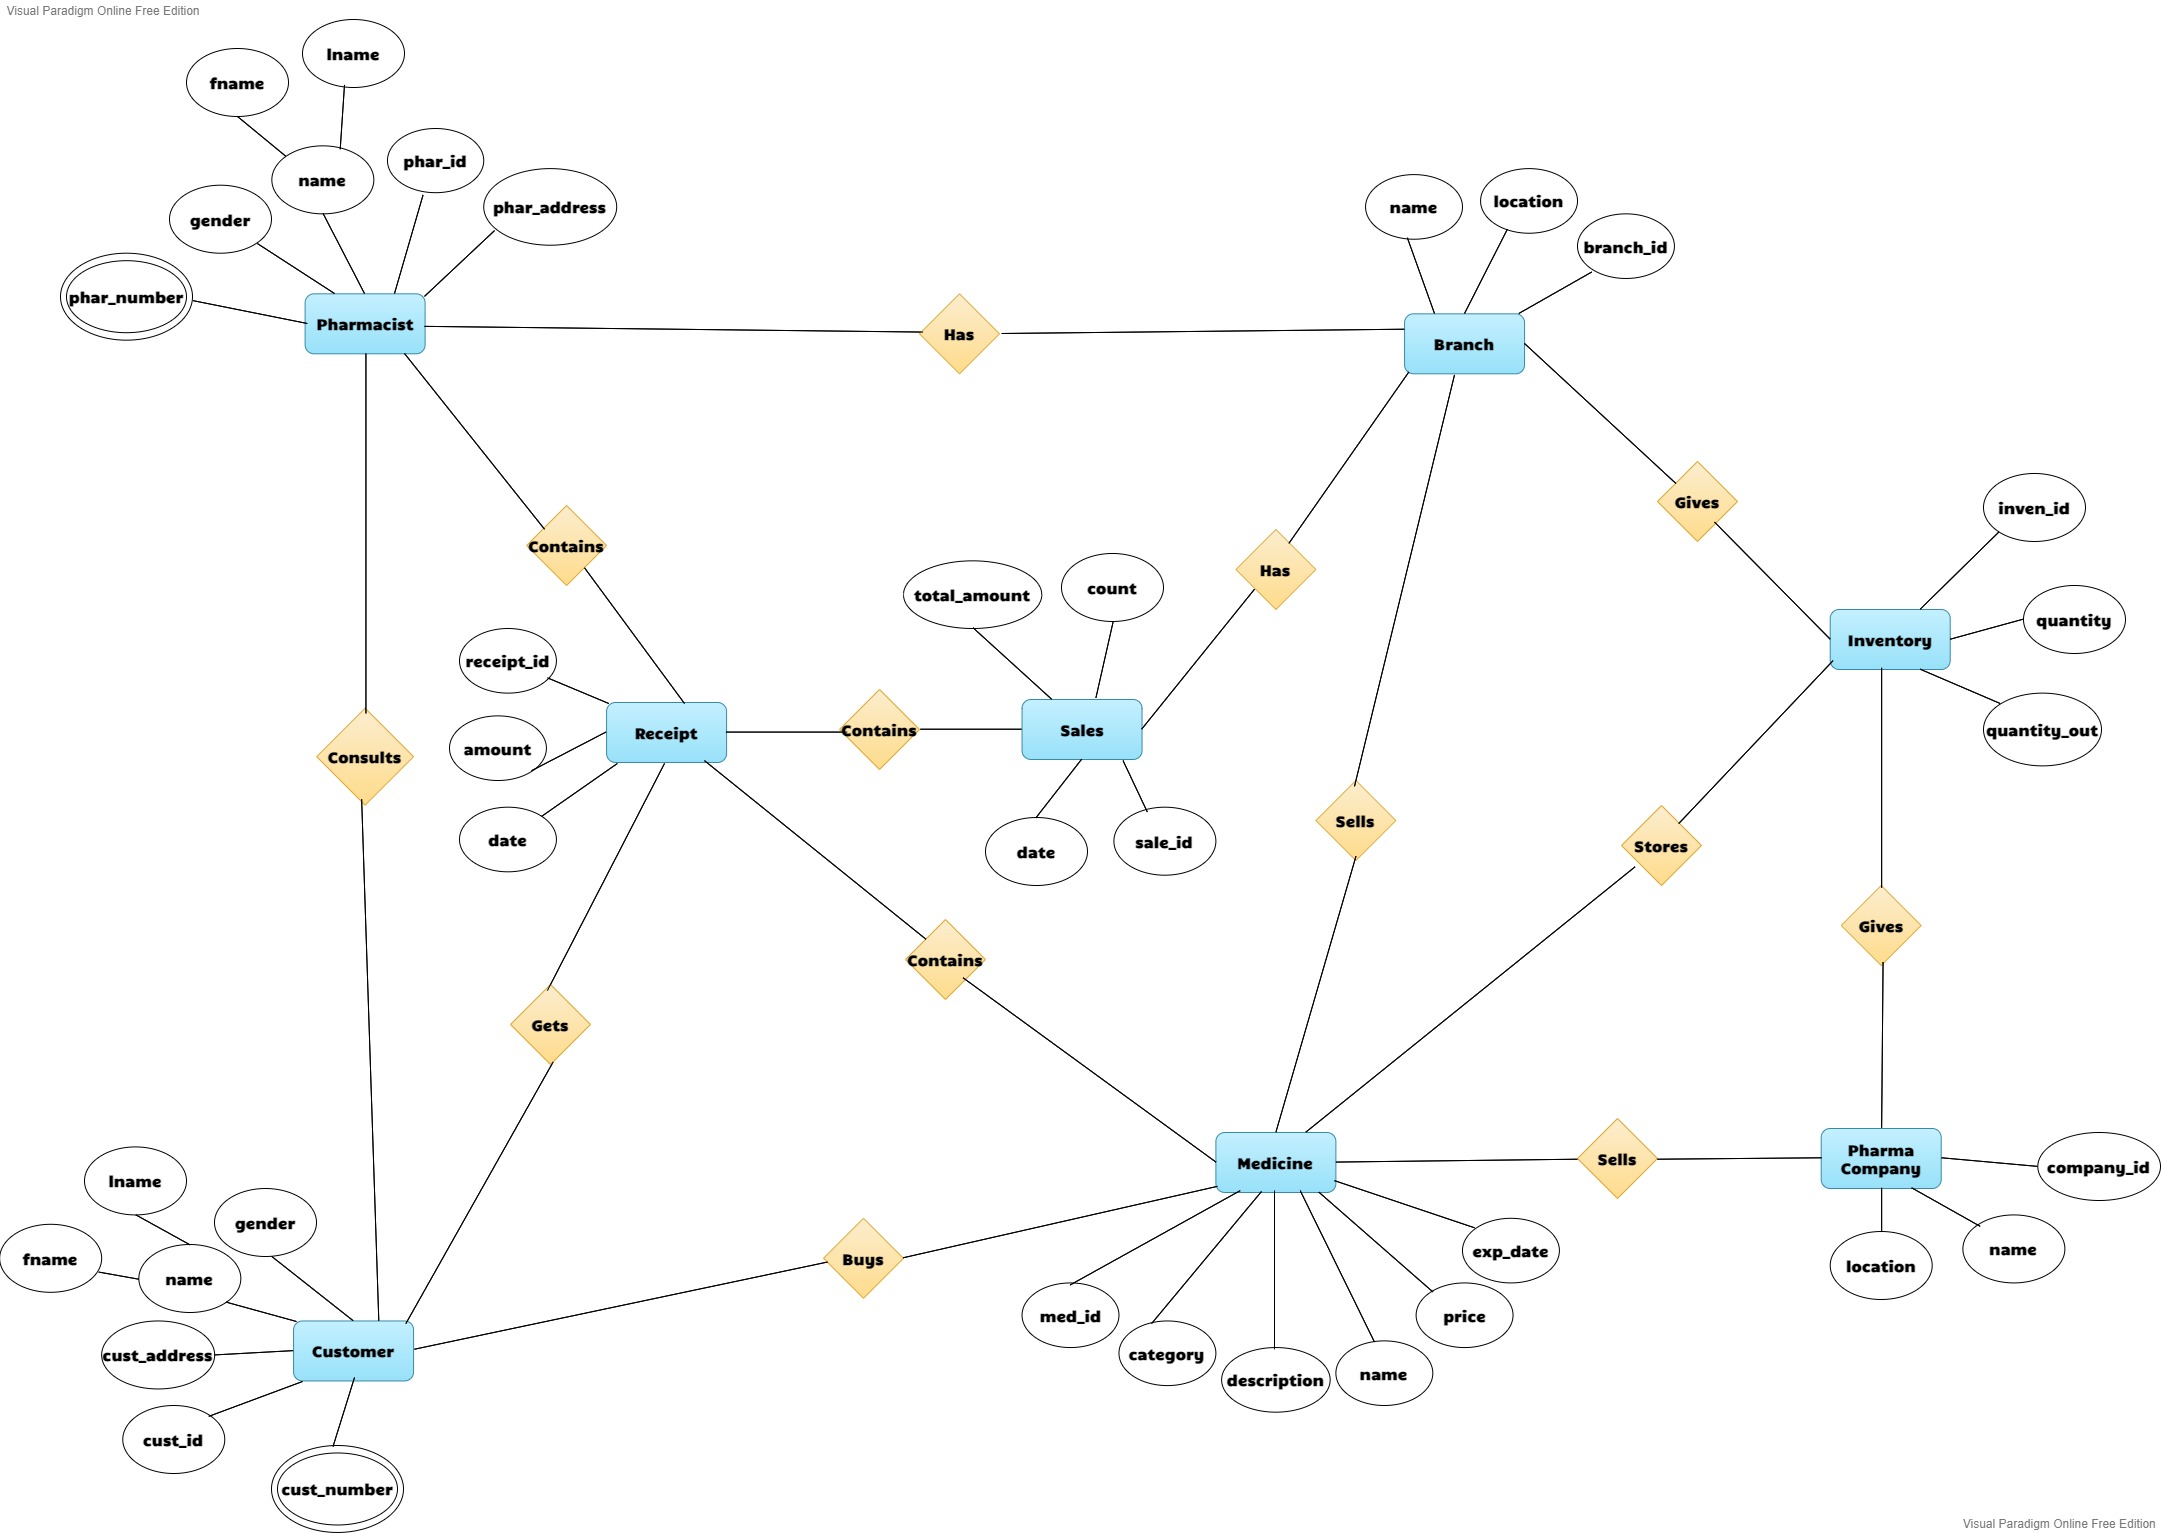 Visual Paradigm Online Free Edition
lname
fname
phar_id
name
phar_address
gender
phar_number
Pharmacist
Has
name
location
branch_id
Branch
Gives
inven_id
Contains
Has
total_amount
count
quantity
Inventory
receipt_id
quantity_out
Receipt
Contains
Sales
amount
Consults
date
date
sale_id
Sells
Stores
Contains
Gives
Gets
Medicine
Sells
Pharma
Company
company_id
lname
gender
fname
name
Buys
exp_date
name
location
med_id
price
cust_address
Customer
category
description
name
cust_id
cust_number
Visual Paradigm Online Free Edition